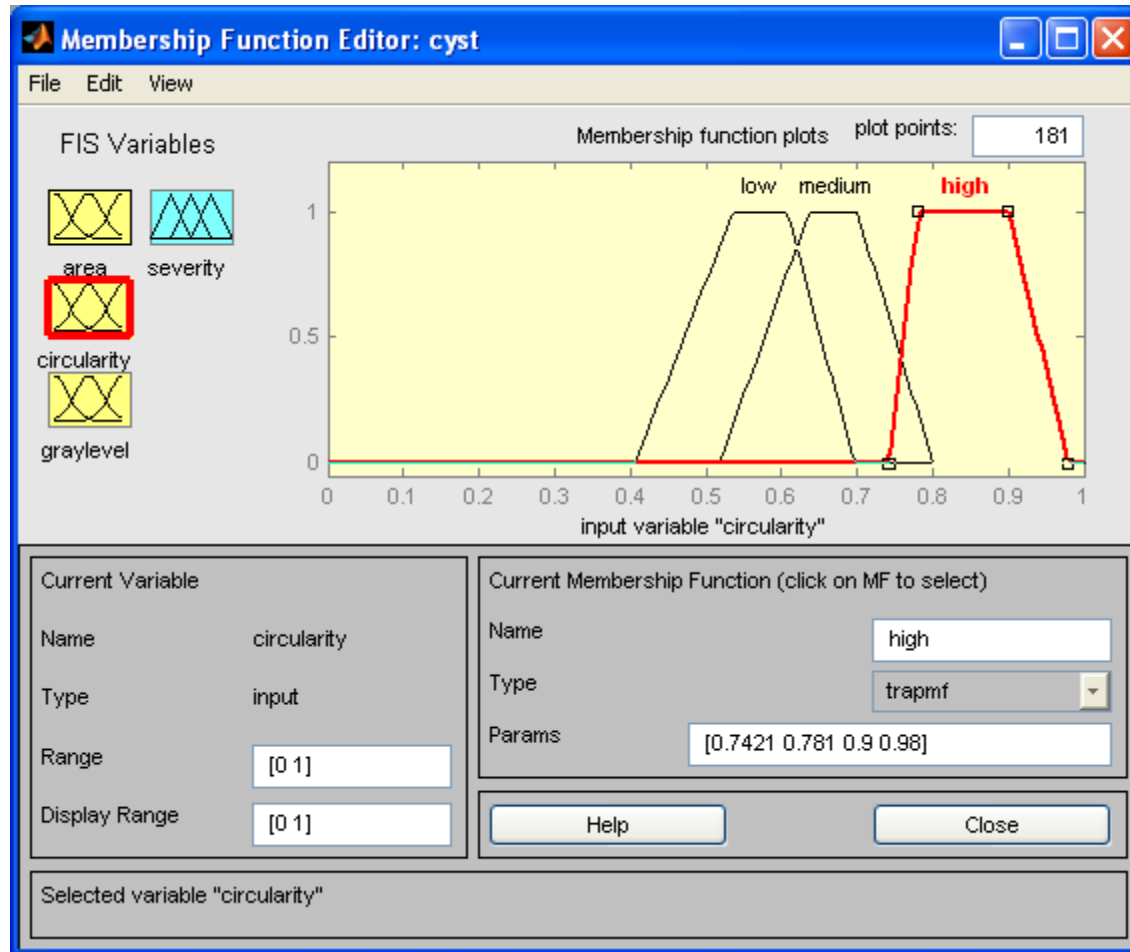 Membership Function Editor: cyst
File Edit View
FIS Variables
Membership function plots plot points: 181
low medium high
area severity
circularity
graylevel
1
0.5
0
0 0.1 0.2 0.3 0.4 0.5 0.6 0.7 0.8 0.9 1
input variable "circularity"
Current Variable
Name circularity
Type input
Range [0 1]
Display Range [0 1]
Current Membership Function (click on MF to select)
Name high
Type trapmf
Params [0.7421 0.781 0.9 0.98]
Help Close
Selected variable "circularity"